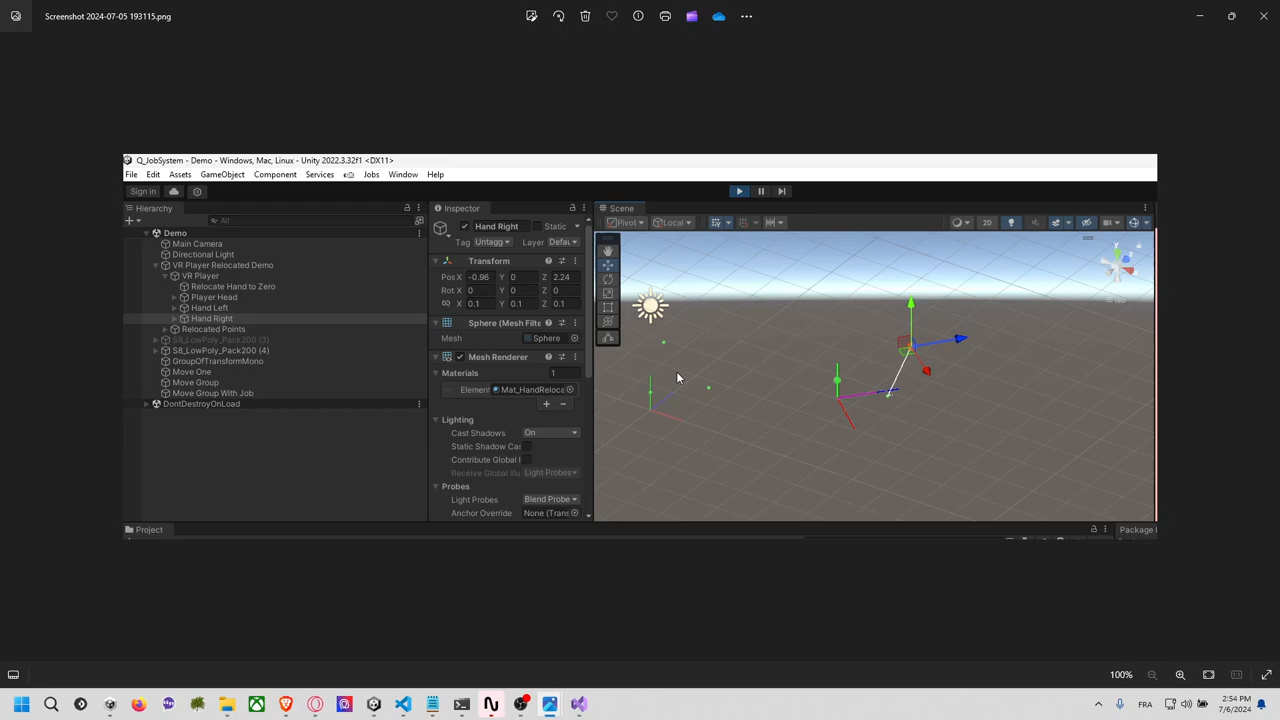 Screenshot 2024-07-05 193115.png
Q_JobSystem - Demo - Windows, Mac, Linux - Unity 2022.3.32f1 <DX11>
File Edit Assets GameObject Component Services Jobs Window Help
Sign in
Hierarchy
All
Demo
Main Camera
Directional Light
VR Player Relocated Demo
VR Player
Relocate Hand to Zero
Player Head
Hand Left
Hand Right
Relocated Points
S8_LowPoly_Pack200 (3)
S8_LowPoly_Pack200 (4)
GroupOfTransformMono
Move One
Move Group
Move Group With Job
DontDestroyOnLoad
Inspector
Hand Right Static
Tag Untagg Layer Defau
Transform
Pos X -0.96 Y 0 Z 2.24
Rot X 0 Y 0 Z 0
X 0.1 Y 0.1 Z 0.1
Sphere (Mesh Filte
Mesh Sphere
Mesh Renderer
Materials 1
Elemen Mat_HandReloca
Lighting
Cast Shadows On
Static Shadow Cas
Contribute Global I
Receive Global Illu Light Probes
Probes
Light Probes Blend Probe
Anchor Override None (Trans
Scene
Pivot Local 2D
y
Iso
Project
Package
100%
FRA
2:54 PM
7/6/2024